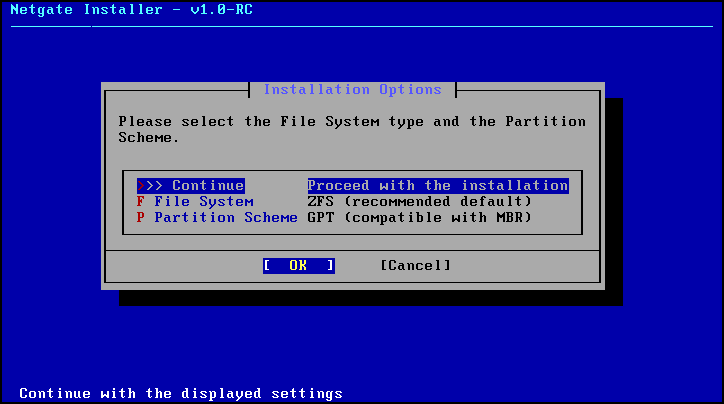 Netgate Installer - v1.0-RC
Installation Options
Please select the File System type and the Partition
Scheme.
>>> Continue Proceed with the installation
F File System ZFS (recommended default)
P Partition Scheme GPT (compatible with MBR)
[ OK ] [Cancel]
Continue with the displayed settings